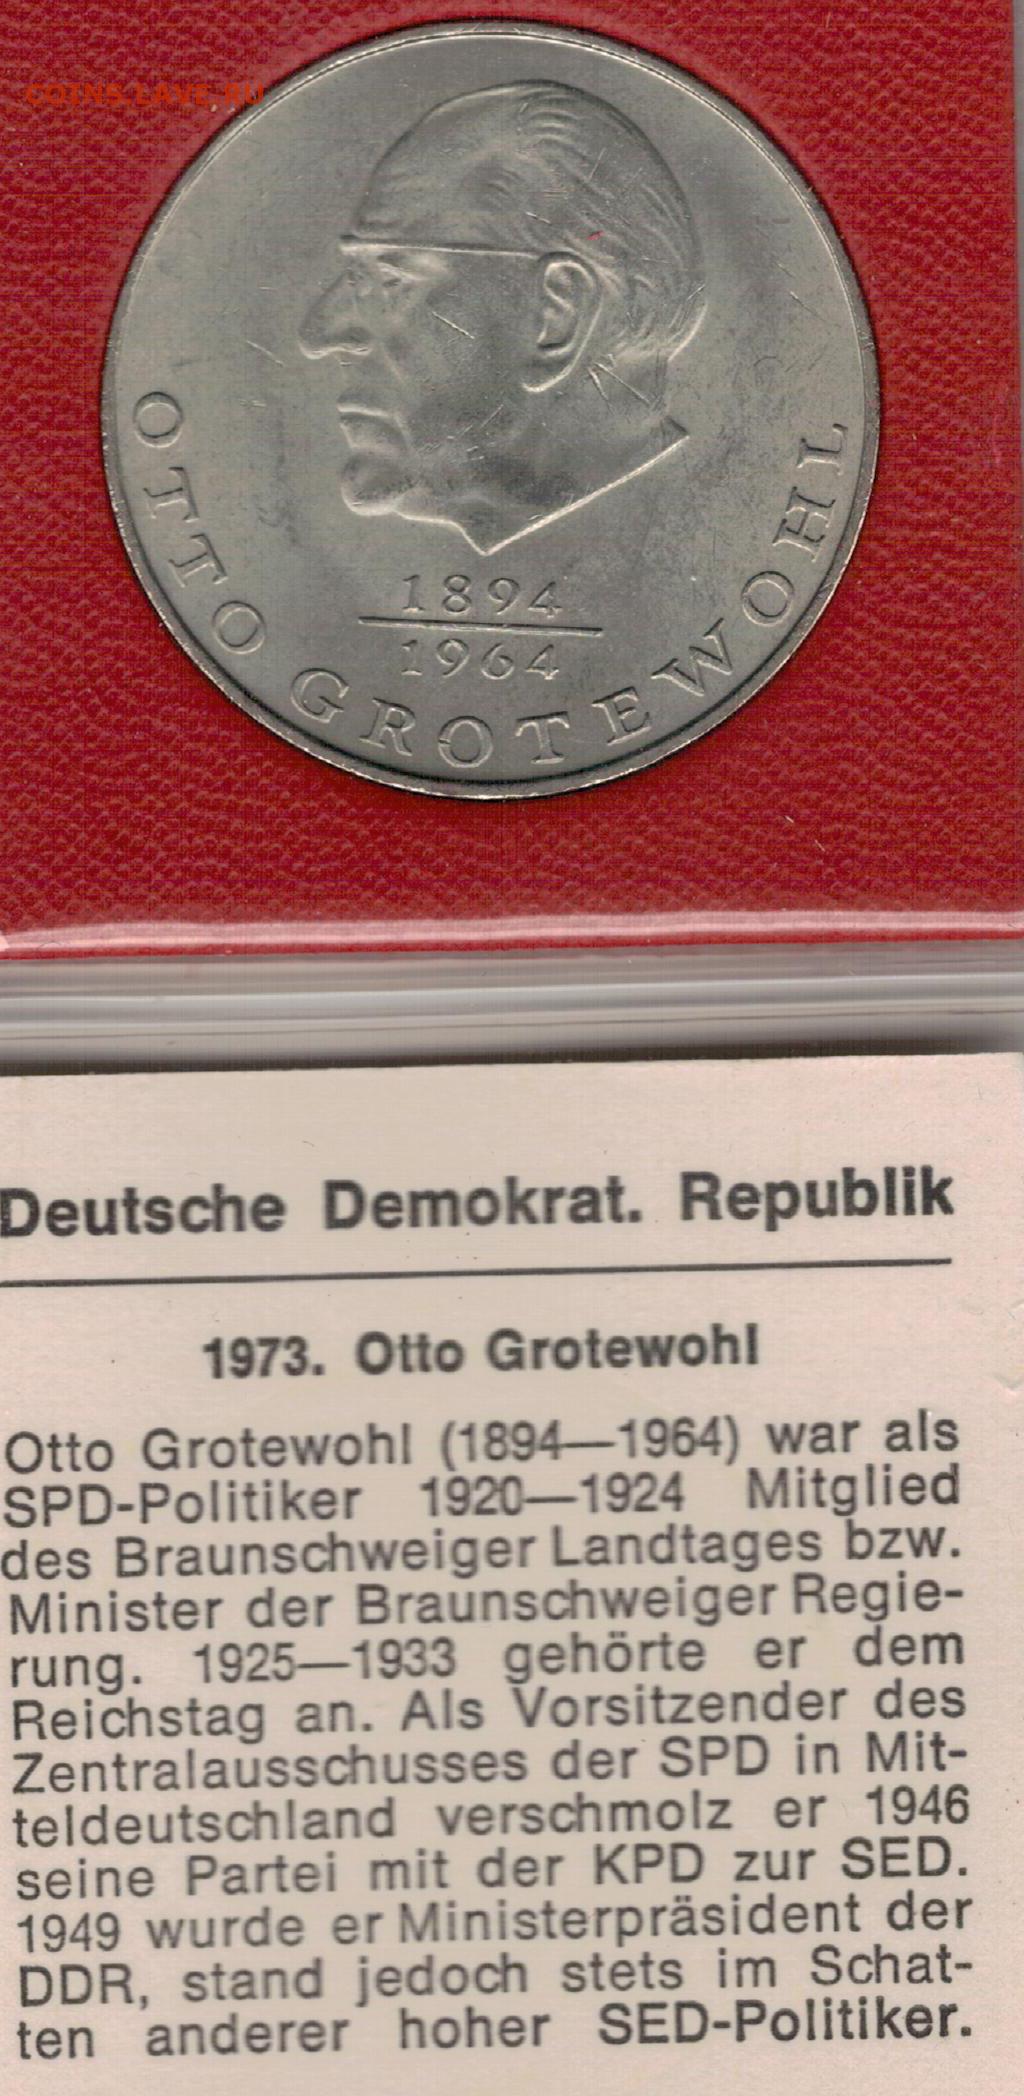 COINS.LAVE.RU
OTTO GROTEWOHL
1894
1964
Deutsche Demokrat. Republik
1973. Otto Grotewohl
Otto Grotewohl (1894—1964) war als
SPD-Politiker 1920—1924 Mitglied
des Braunschweiger Landtages bzw.
Minister der Braunschweiger Regie-
rung. 1925—1933 gehörte er dem
Reichstag an. Als Vorsitzender des
Zentralausschusses der SPD in Mit-
teldeutschland verschmolz er 1946
seine Partei mit der KPD zur SED.
1949 wurde er Ministerpräsident der
DDR, stand jedoch stets im Schat-
ten anderer hoher SED-Politiker.